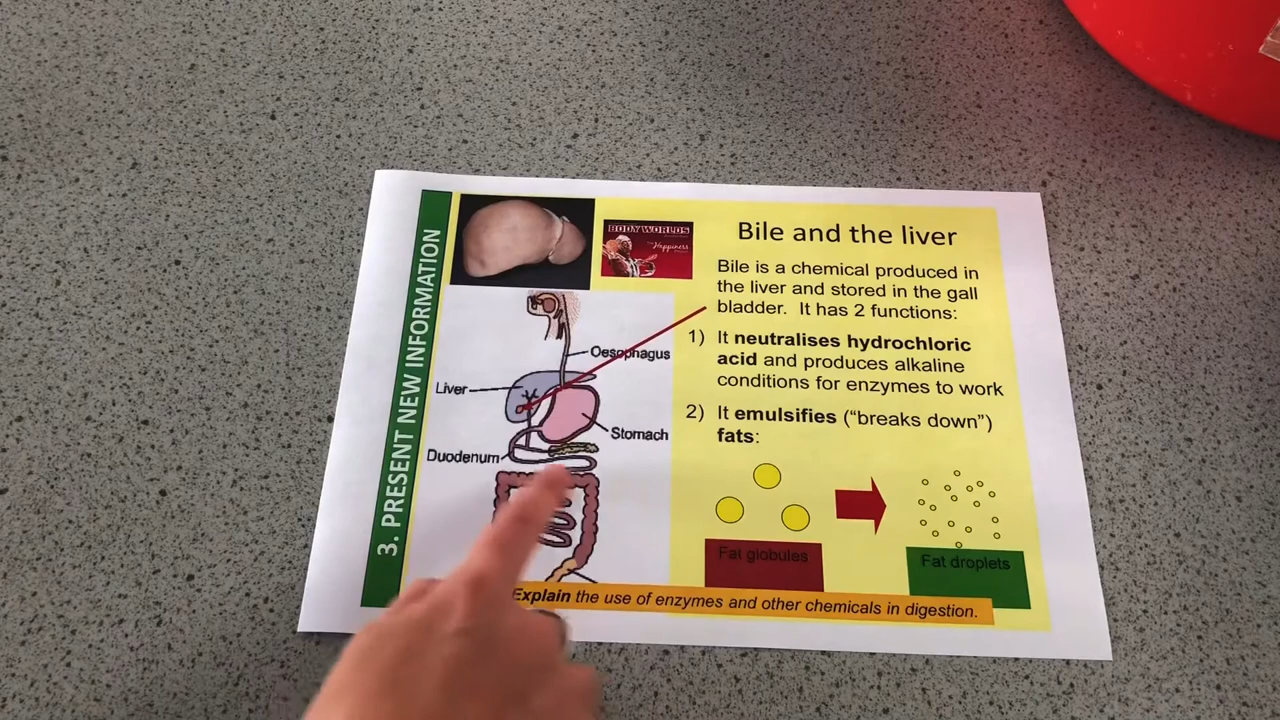 3. PRESENT NEW INFORMATION
BODY WORLDS
Happiness
Bile and the liver
Bile is a chemical produced in
the liver and stored in the gall
bladder. It has 2 functions:
1) It neutralises hydrochloric
acid and produces alkaline
conditions for enzymes to work
2) It emulsifies (“breaks down”)
fats:
Oesophagus
Liver
Stomach
Duodenum
Fat globules
Fat droplets
Explain the use of enzymes and other chemicals in digestion.